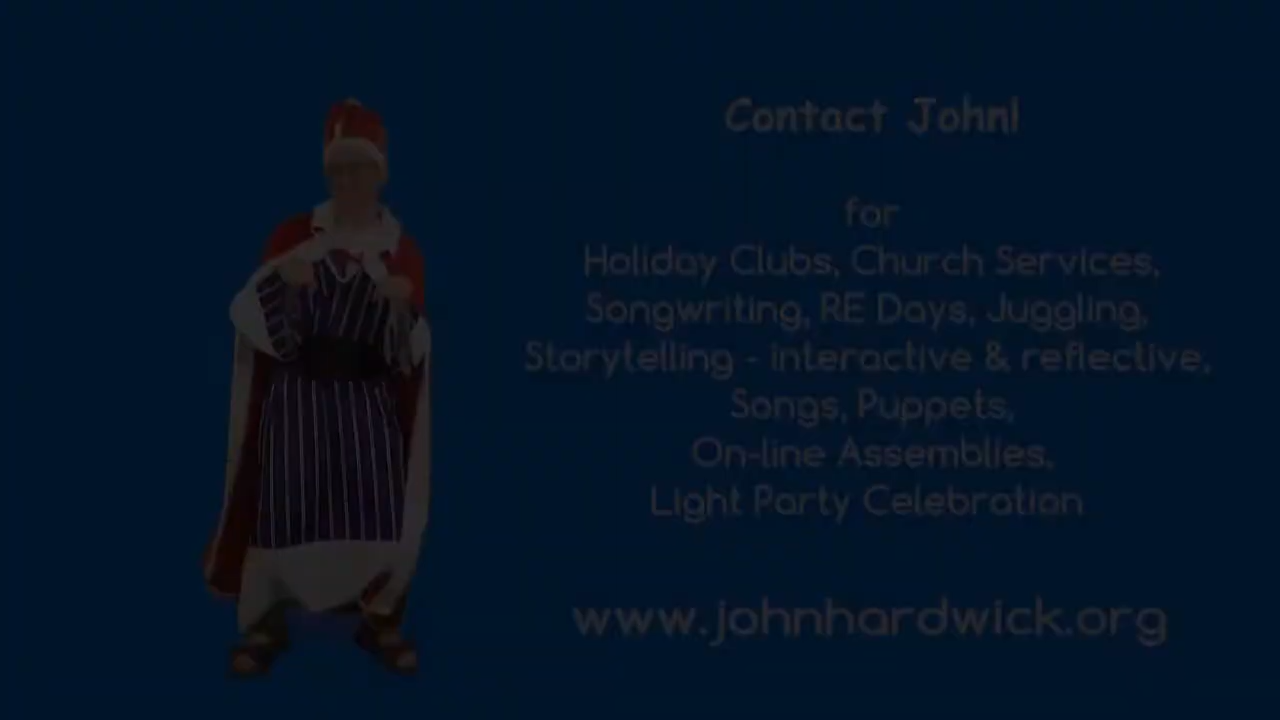 Contact John!
for
Holiday Clubs, Church Services,
Songwriting, RE Days, Juggling,
Storytelling - interactive & reflective,
Songs, Puppets,
On-line Assemblies,
Light Party Celebration
www.johnhardwick.org